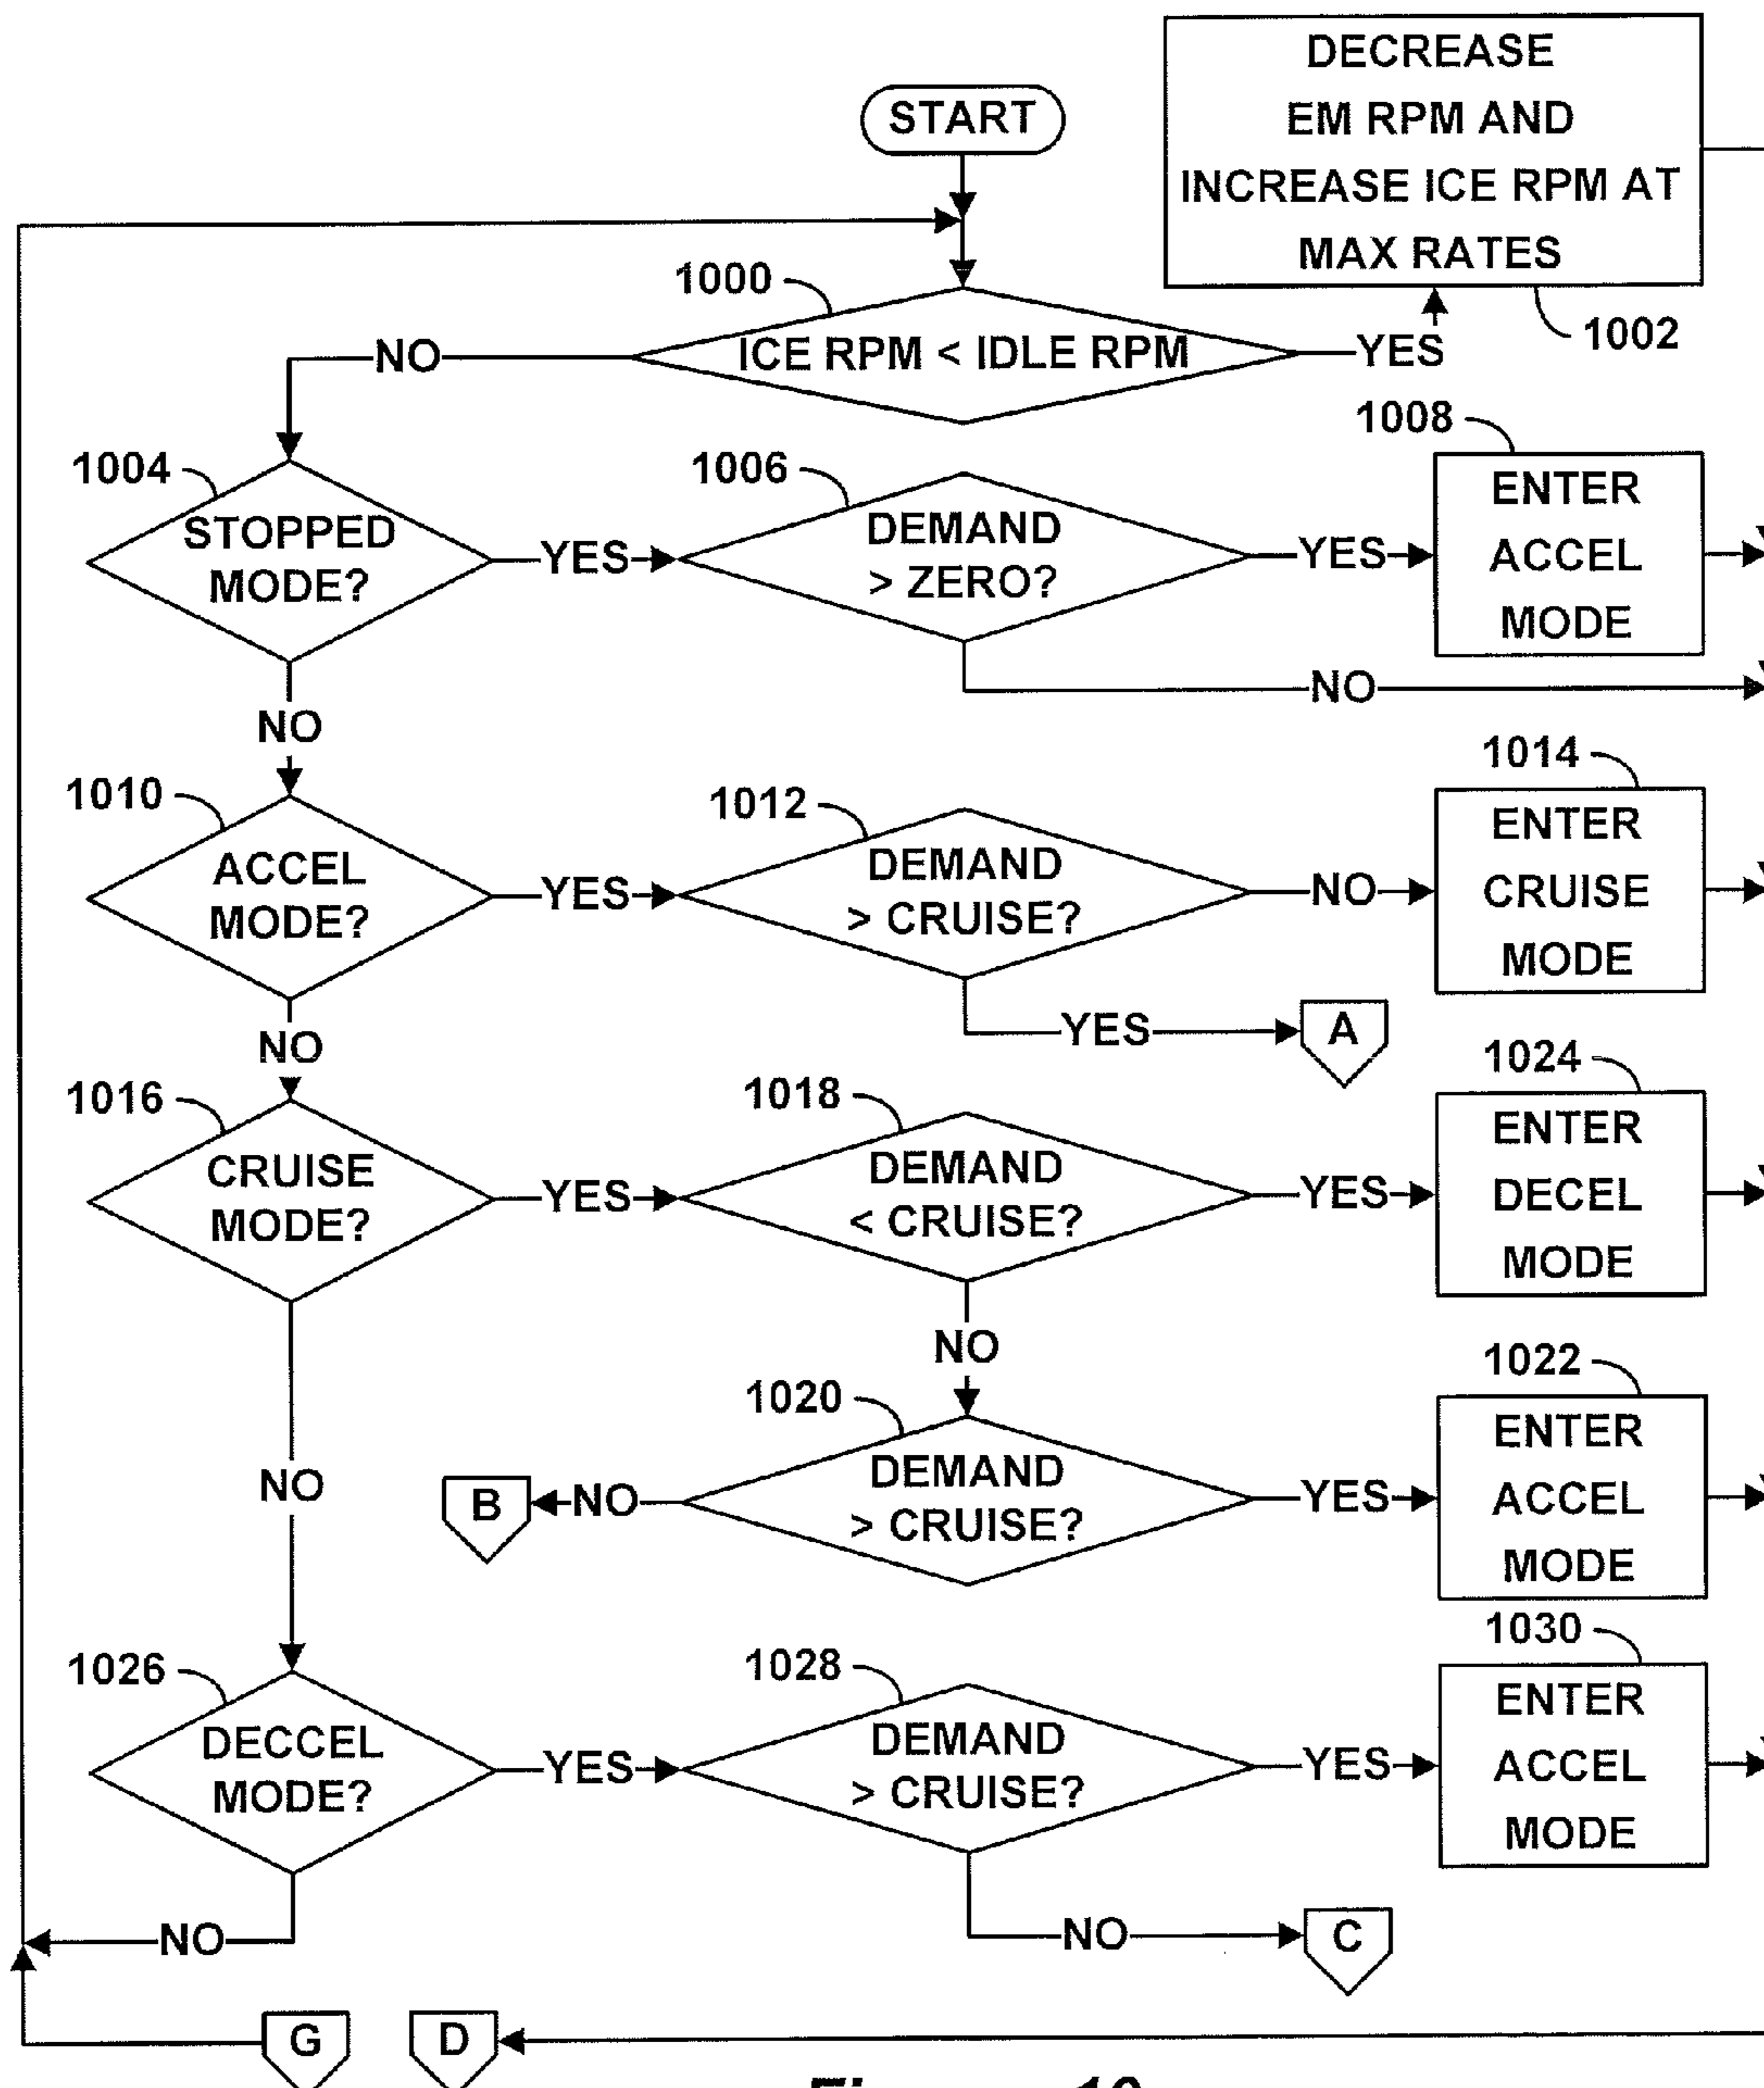 DECREASE
EM RPM AND
INCREASE ICE RPM AT
MAX RATES
START
1000
1002
ICE RPM < IDLE RPM
NO
YES
1004
STOPPED
MODE?
YES
1006
DEMAND
> ZERO?
YES
1008
ENTER
ACCEL
MODE
NO
NO
1010
ACCEL
MODE?
YES
1012
DEMAND
> CRUISE?
NO
1014
ENTER
CRUISE
MODE
YES
A
NO
1016
CRUISE
MODE?
YES
1018
DEMAND
< CRUISE?
YES
1024
ENTER
DECEL
MODE
NO
1020
DEMAND
> CRUISE?
YES
1022
ENTER
ACCEL
MODE
NO
B
NO
1026
DECCEL
MODE?
YES
1028
DEMAND
> CRUISE?
YES
1030
ENTER
ACCEL
MODE
NO
NO
C
G
D